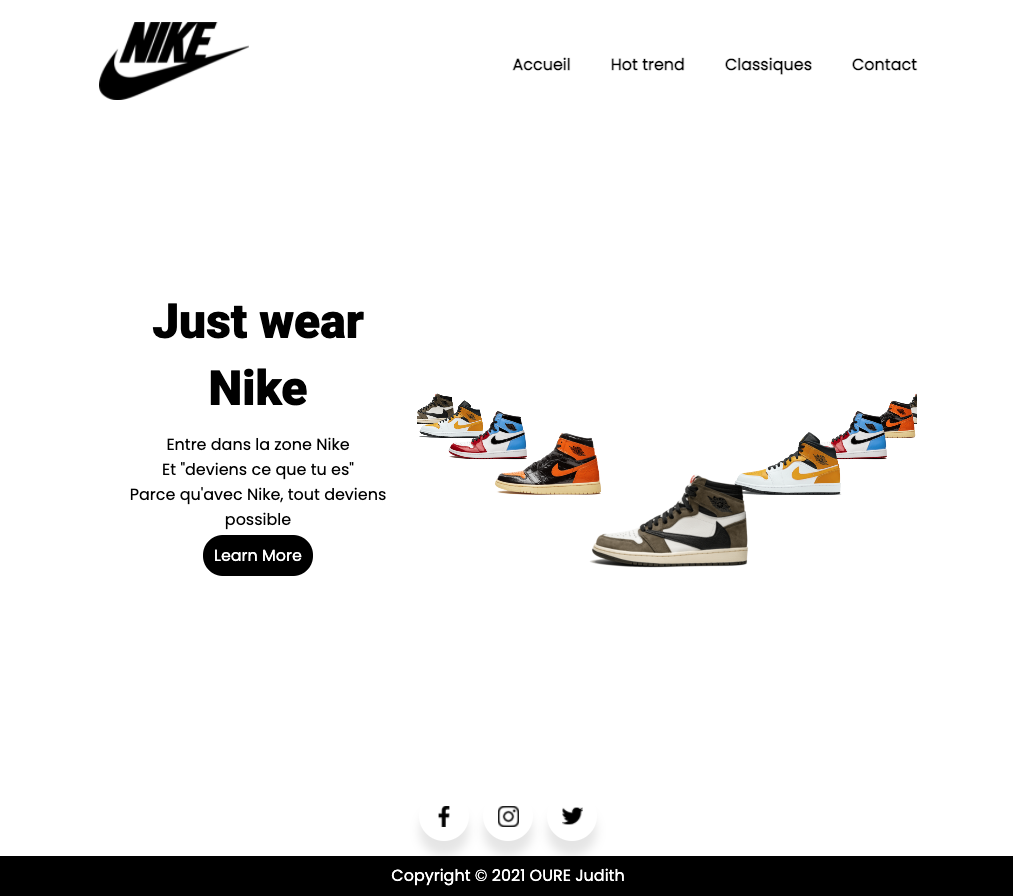 NIKE
Accueil Hot trend Classiques Contact
Just wear
Nike
Entre dans la zone Nike
Et "deviens ce que tu es"
Parce qu'avec Nike, tout deviens
possible
Learn More
Copyright © 2021 OURE Judith